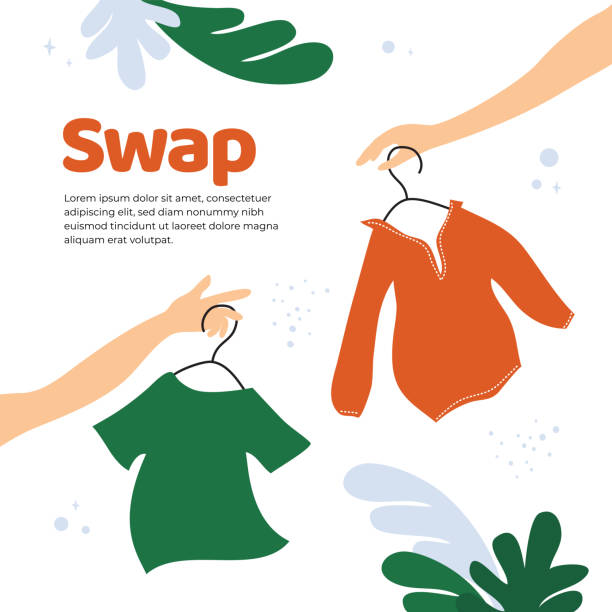 Swap
Lorem ipsum dolor sit amet, consectetuer
adipiscing elit, sed diam nonummy nibh
euismod tincidunt ut laoreet dolore magna
aliquam erat volutpat.